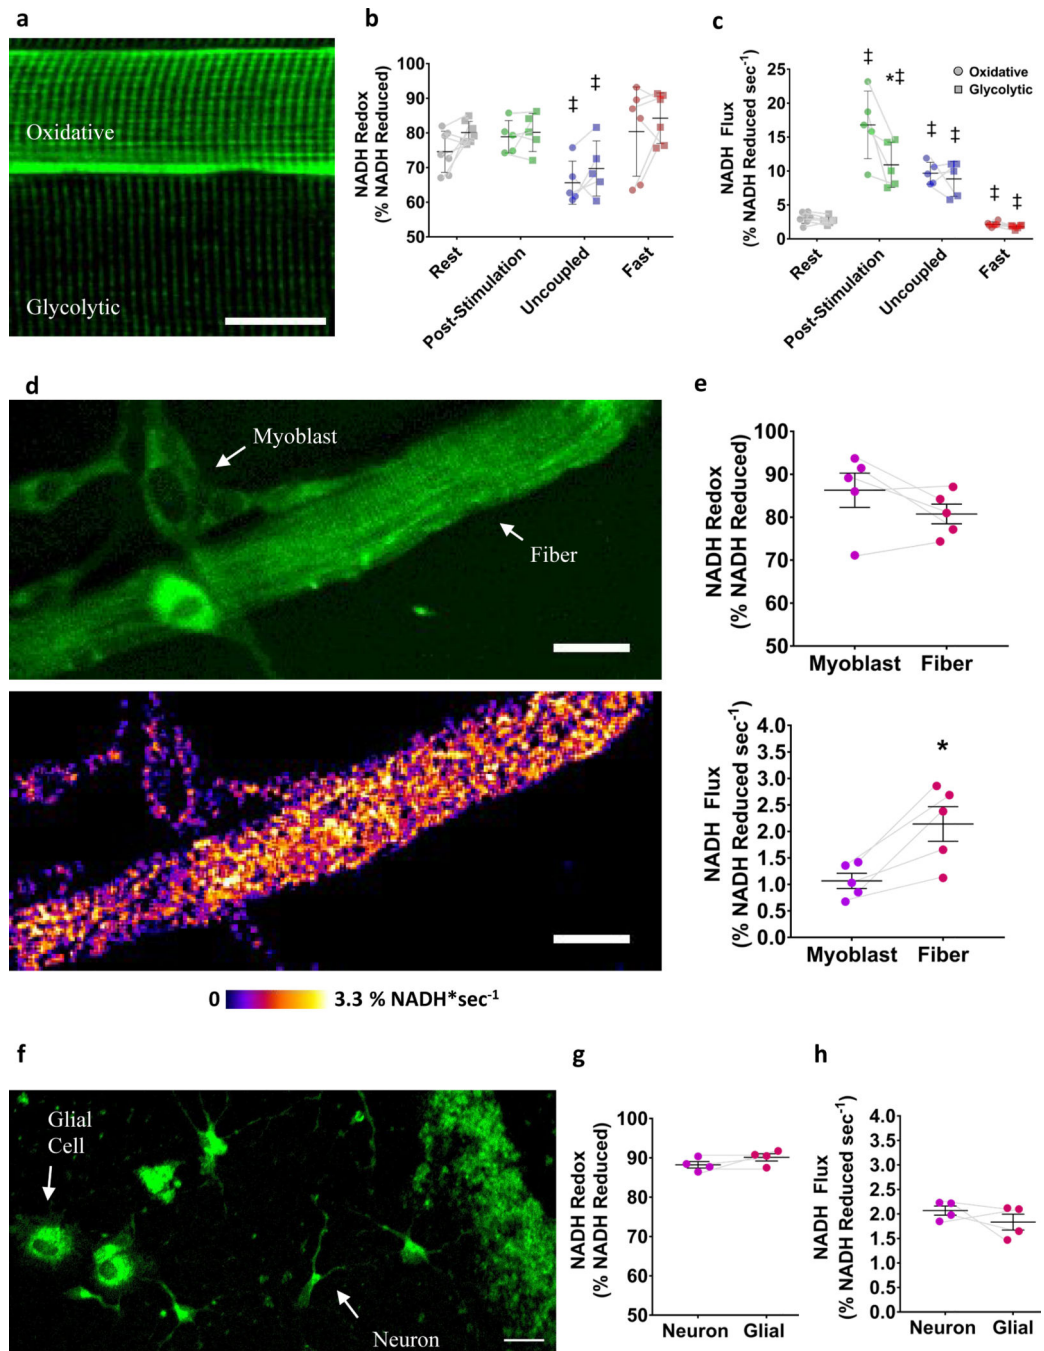 a
Oxidative
Glycolytic
b
NADH Redox
(% NADH Reduced)
100
90
80
70
60
50
‡
‡
Rest
Post-Stimulation
Uncoupled
Fast
c
NADH Flux
(% NADH Reduced sec⁻¹)
25
20
15
10
5
0
‡
*‡
‡
‡
‡
‡
Oxidative
Glycolytic
Rest
Post-Stimulation
Uncoupled
Fast
d
Myoblast
Fiber
0
3.3 % NADH*sec⁻¹
e
NADH Redox
(% NADH Reduced)
100
90
80
70
60
50
Myoblast Fiber
NADH Flux
(% NADH Reduced sec⁻¹)
4.0
3.5
3.0
2.5
2.0
1.5
1.0
0.5
0.0
*
Myoblast Fiber
f
Glial
Cell
Neuron
g
NADH Redox
(% NADH Reduced)
100
90
80
70
60
50
Neuron Glial
h
NADH Flux
(% NADH Reduced sec⁻¹)
4.0
3.5
3.0
2.5
2.0
1.5
1.0
0.5
0.0
Neuron Glial